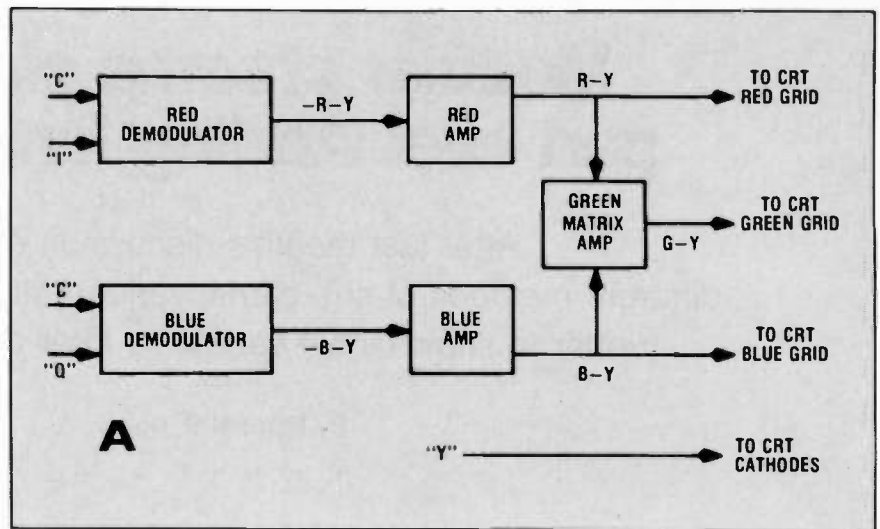 "C"
"I"
RED
DEMODULATOR
–R–Y
RED
AMP
R–Y
TO CRT
RED GRID
GREEN
MATRIX
AMP
G–Y
TO CRT
GREEN GRID
"C"
"Q"
BLUE
DEMODULATOR
–B–Y
BLUE
AMP
B–Y
TO CRT
BLUE GRID
A
"Y"
TO CRT
CATHODES